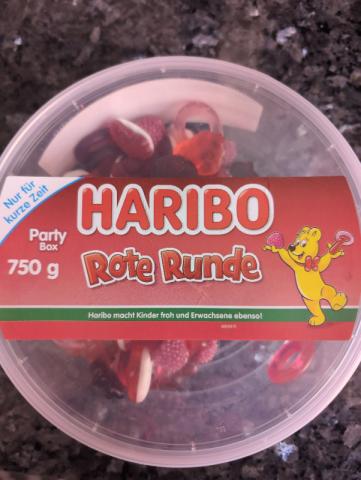 Nur für
kurze Zeit
HARIBO
Party
Box
750 g
Rote Runde
Haribo macht Kinder froh und Erwachsene ebenso!